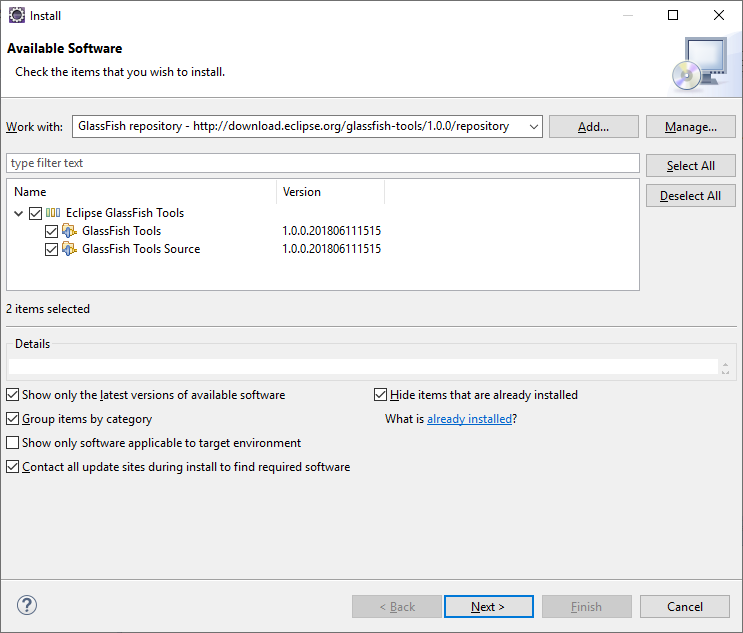 Install
Available Software
Check the items that you wish to install.
Work with: GlassFish repository - http://download.eclipse.org/glassfish-tools/1.0.0/repository Add... Manage...
type filter text Select All
Name Version Deselect All
Eclipse GlassFish Tools
GlassFish Tools 1.0.0.201806111515
GlassFish Tools Source 1.0.0.201806111515
2 items selected
Details
Show only the latest versions of available software Hide items that are already installed
Group items by category What is already installed?
Show only software applicable to target environment
Contact all update sites during install to find required software
? < Back Next > Finish Cancel